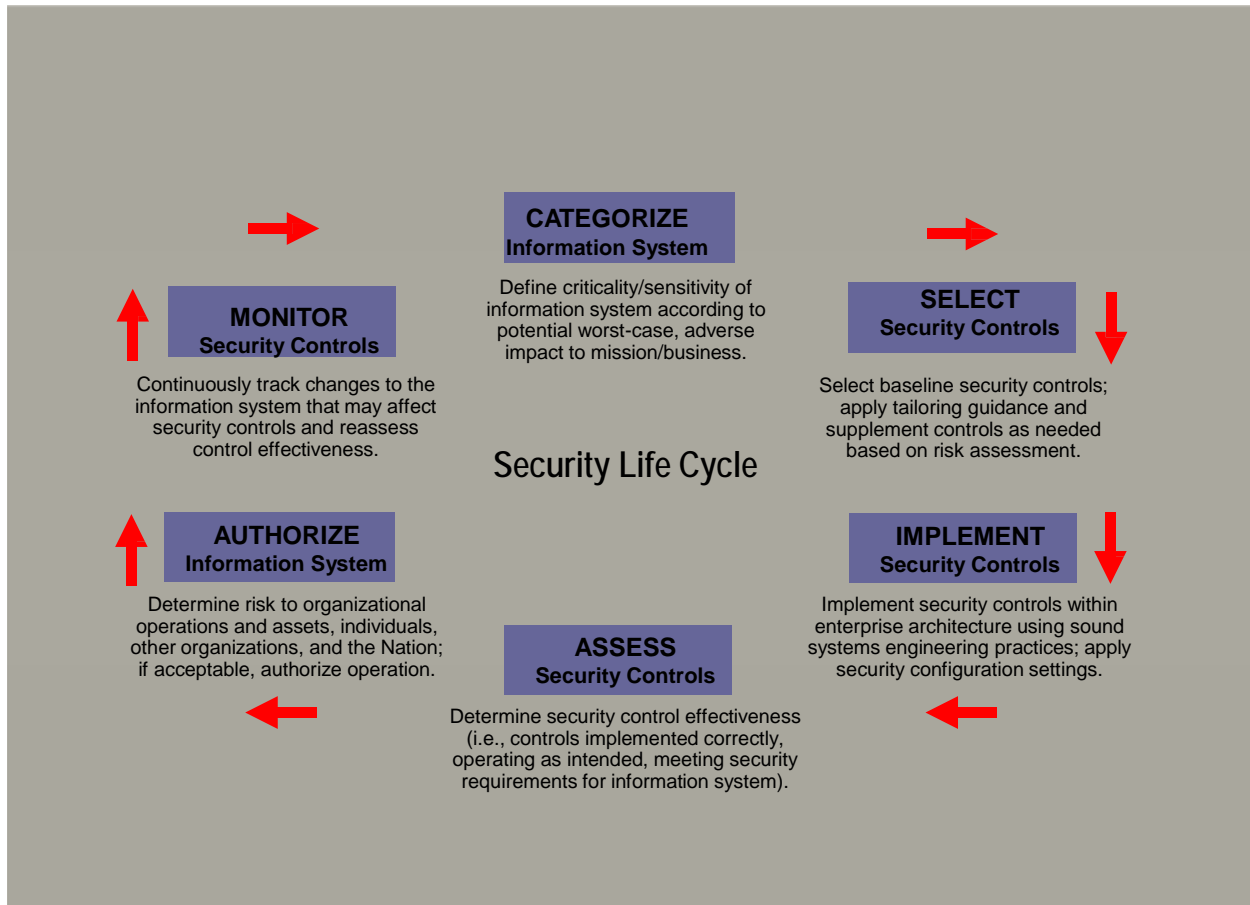 CATEGORIZE
Information System
Define criticality/sensitivity of
information system according to
potential worst-case, adverse
impact to mission/business.
SELECT
Security Controls
Select baseline security controls;
apply tailoring guidance and
supplement controls as needed
based on risk assessment.
MONITOR
Security Controls
Continuously track changes to the
information system that may affect
security controls and reassess
control effectiveness.
Security Life Cycle
AUTHORIZE
Information System
Determine risk to organizational
operations and assets, individuals,
other organizations, and the Nation;
if acceptable, authorize operation.
IMPLEMENT
Security Controls
Implement security controls within
enterprise architecture using sound
systems engineering practices; apply
security configuration settings.
ASSESS
Security Controls
Determine security control effectiveness
(i.e., controls implemented correctly,
operating as intended, meeting security
requirements for information system).